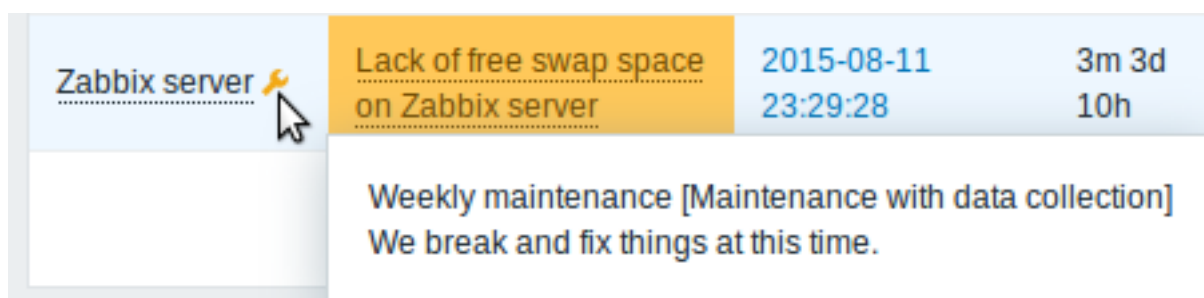 Zabbix server
Lack of free swap space
on Zabbix server
2015-08-11
23:29:28
3m 3d
10h
Weekly maintenance [Maintenance with data collection]
We break and fix things at this time.